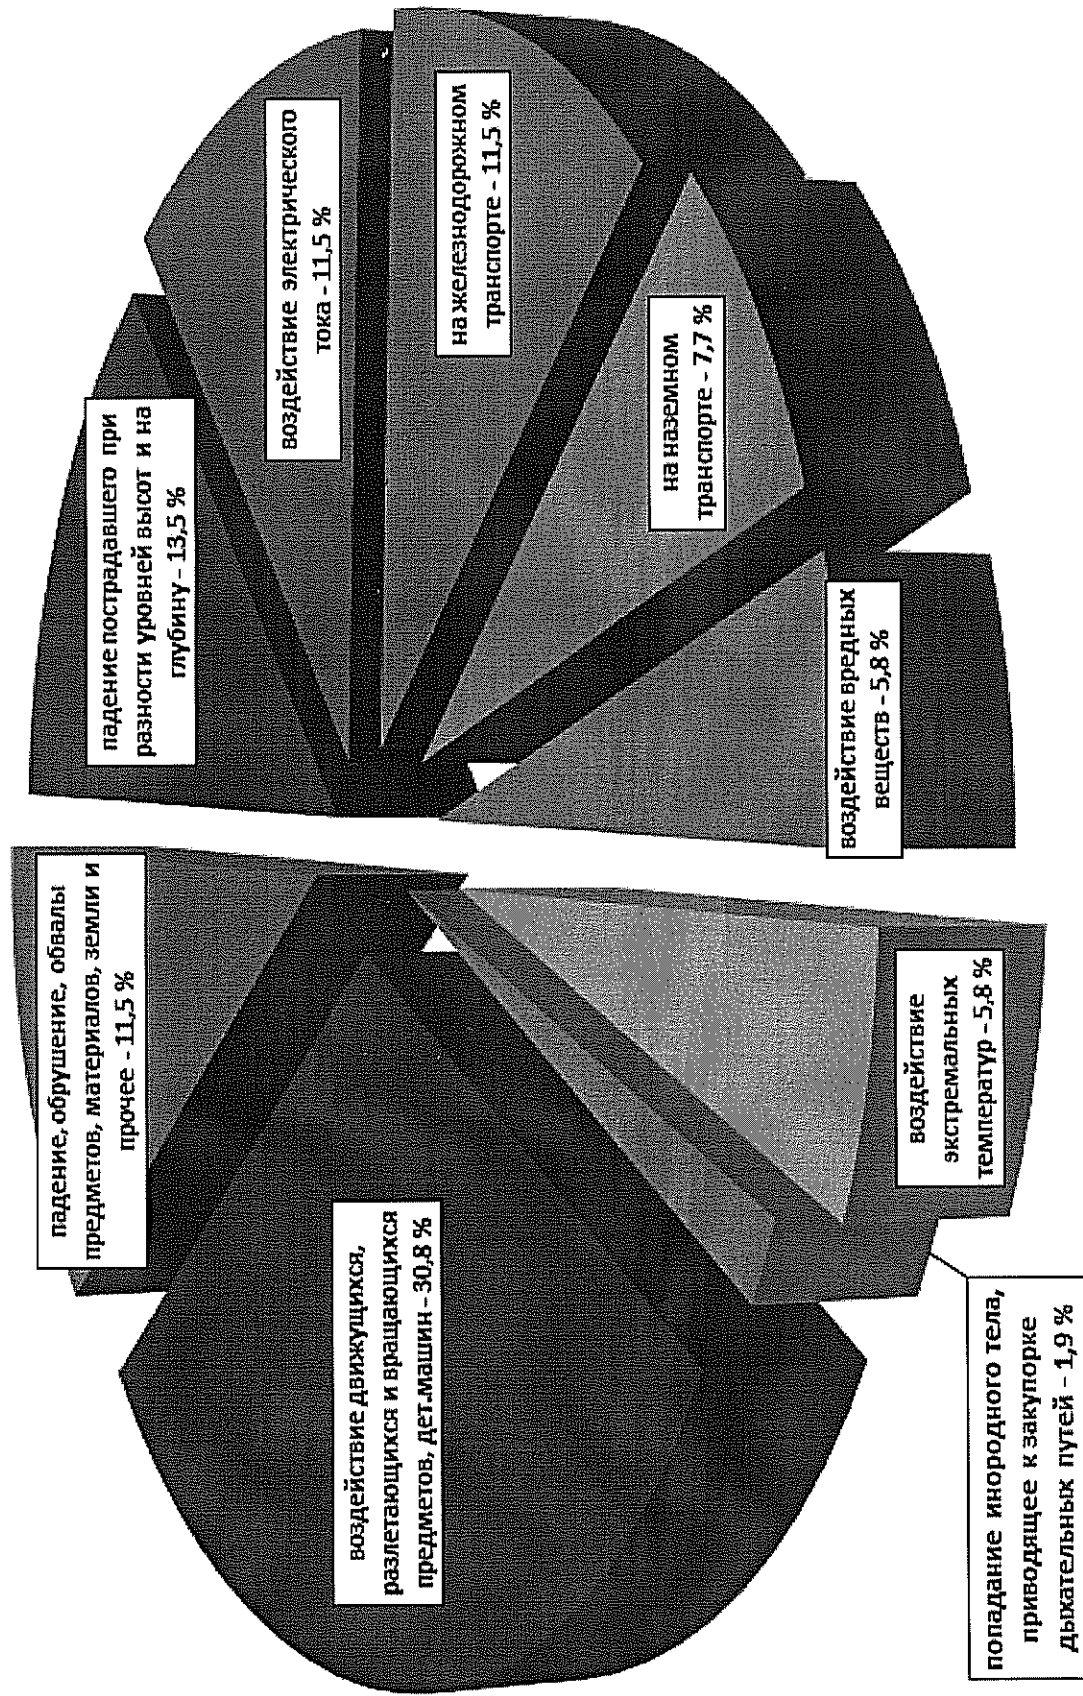 падение, обрушение, обвалы
предметов, материалов, земли и
прочее - 11,5 %
падение пострадавшего при
разности уровней высот и на
глубину - 13,5 %
воздействие электрического
тока - 11,5 %
на железнодорожном
транспорте - 11,5 %
на наземном
транспорте - 7,7 %
воздействие вредных
веществ - 5,8 %
воздействие
экстремальных
температур - 5,8 %
попадание инородного тела,
приводящее к закупорке
дыхательных путей - 1,9 %
воздействие движущихся,
разлетающихся и вращающихся
предметов, дет.машин - 30,8 %